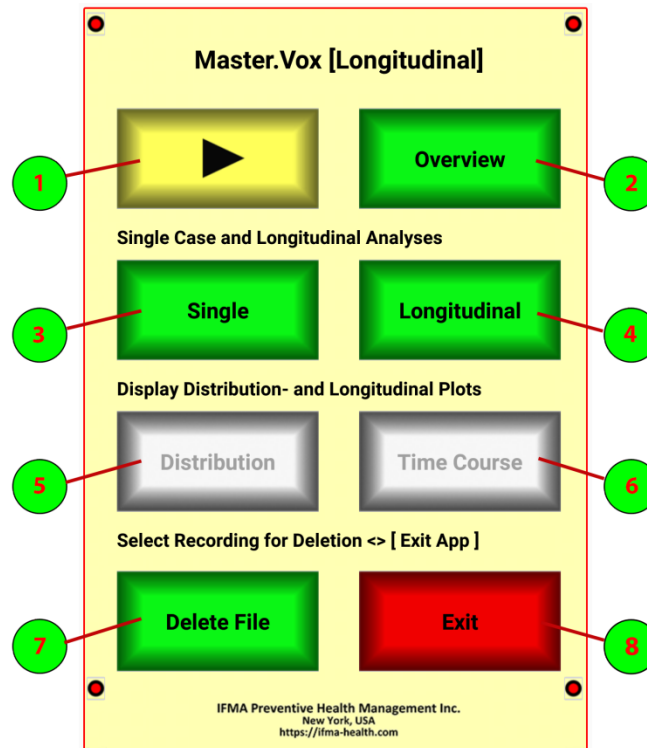 Master.Vox [Longitudinal]
1
Overview
2
Single Case and Longitudinal Analyses
3
Single
Longitudinal
4
Display Distribution- and Longitudinal Plots
5
Distribution
Time Course
6
Select Recording for Deletion <> [ Exit App ]
7
Delete File
Exit
8
IFMA Preventive Health Management Inc.
New York, USA
https://ifma-health.com